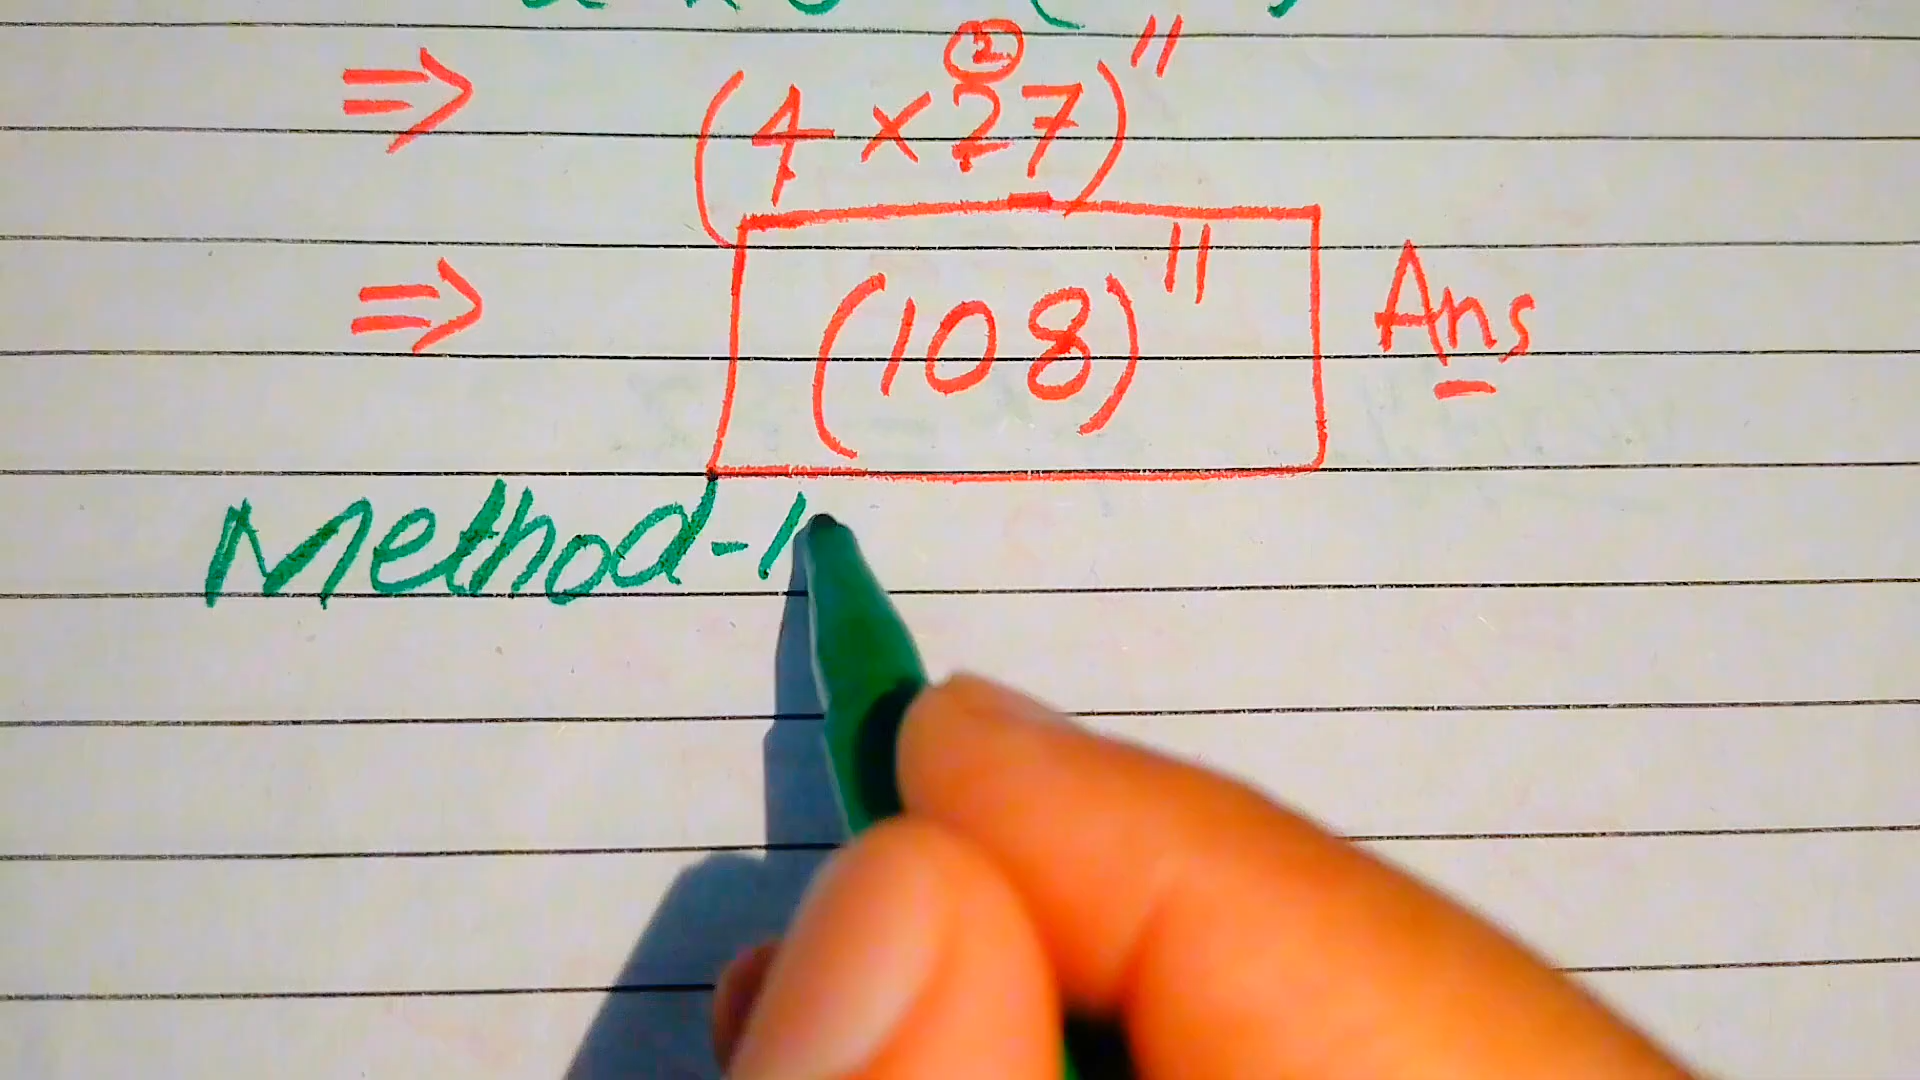 ②
⇒ (4 × 27)"
⇒ (108)" Ans
Method-1